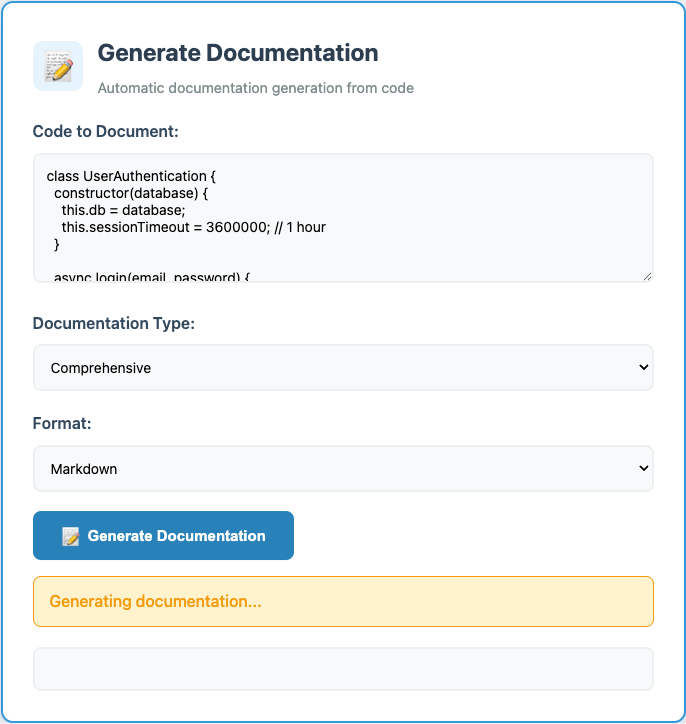 Generate Documentation
Automatic documentation generation from code
Code to Document:
class UserAuthentication {
  constructor(database) {
    this.db = database;
    this.sessionTimeout = 3600000; // 1 hour
  }
  async login(email, password) {
Documentation Type:
Comprehensive
Format:
Markdown
Generate Documentation
Generating documentation...